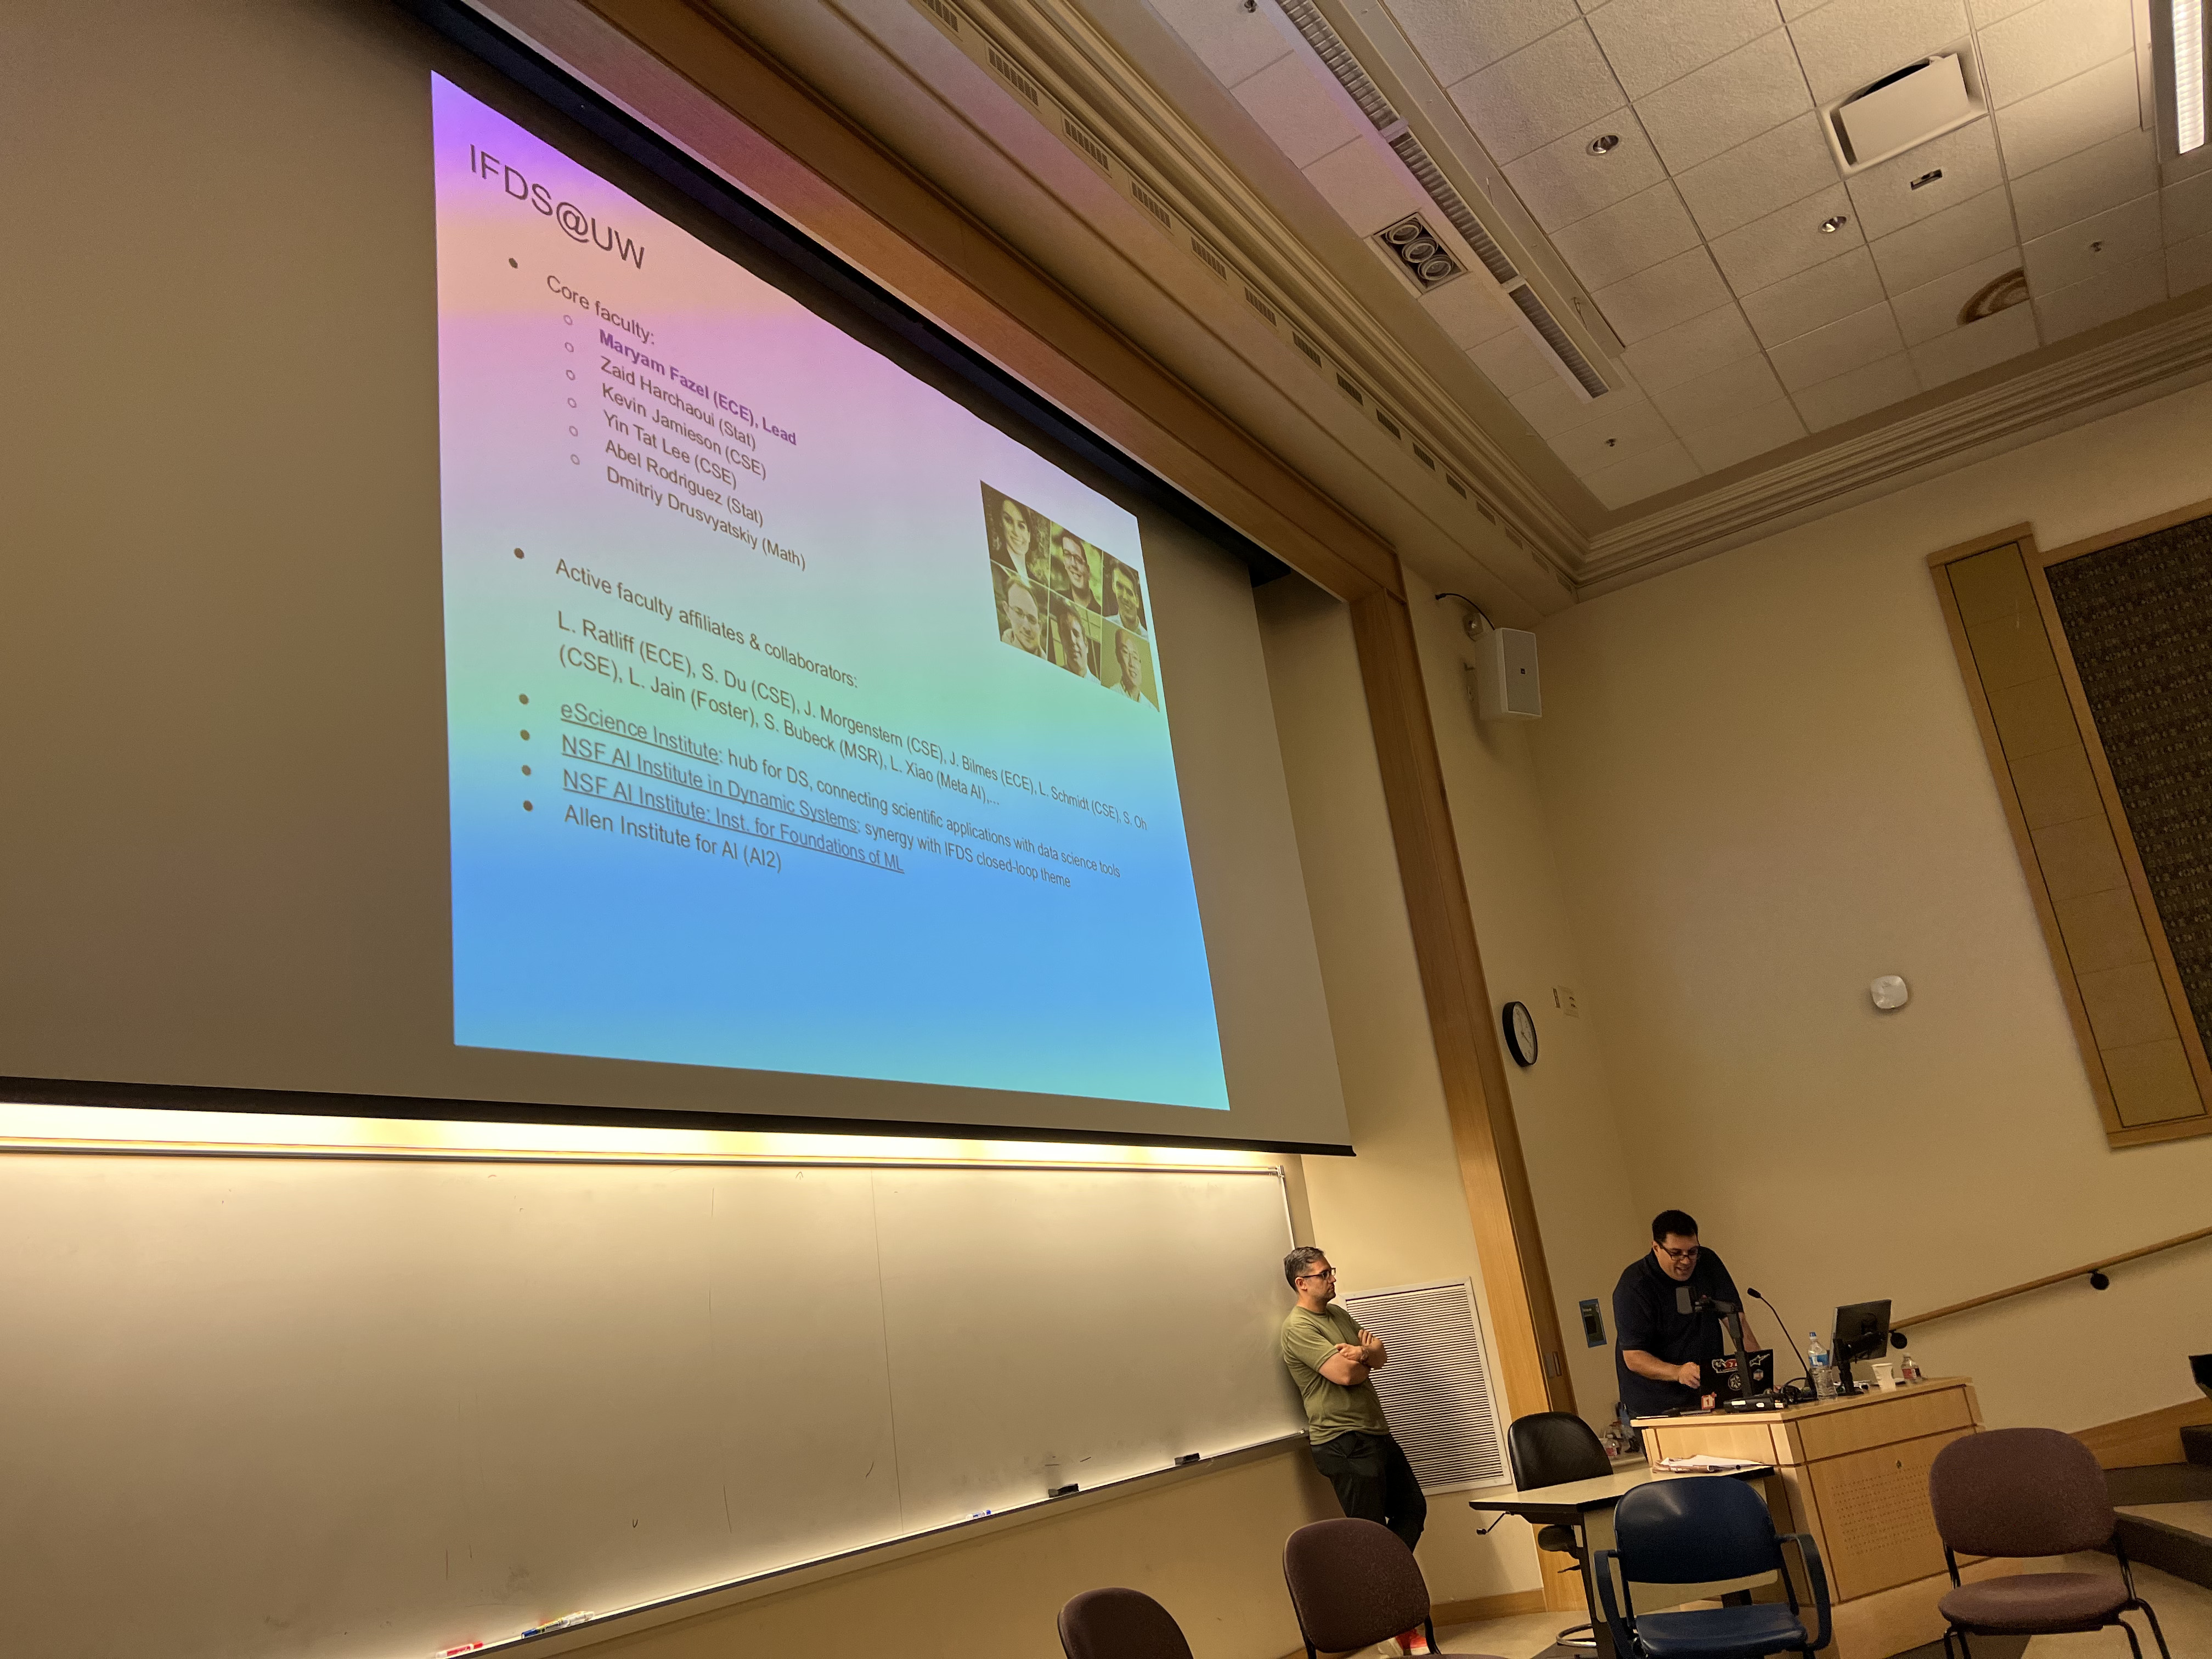 IFDS@UW
• Core faculty:
○ Maryam Fazel (ECE), Lead
○ Zaid Harchaoui (Stat)
○ Kevin Jamieson (CSE)
○ Yin Tat Lee (CSE)
○ Abel Rodriguez (Stat)
○ Dmitriy Drusvyatskiy (Math)
• Active faculty affiliates & collaborators:
L. Ratliff (ECE), S. Du (CSE), J. Morgenstern (CSE), J. Bilmes (ECE), L. Schmidt (CSE), S. Oh
(CSE), L. Jain (Foster), S. Bubeck (MSR), L. Xiao (Meta AI),...
• eScience Institute: hub for DS, connecting scientific applications with data science tools
• NSF AI Institute in Dynamic Systems: synergy with IFDS closed-loop theme
• NSF AI Institute: Inst. for Foundations of ML
• Allen Institute for AI (AI2)